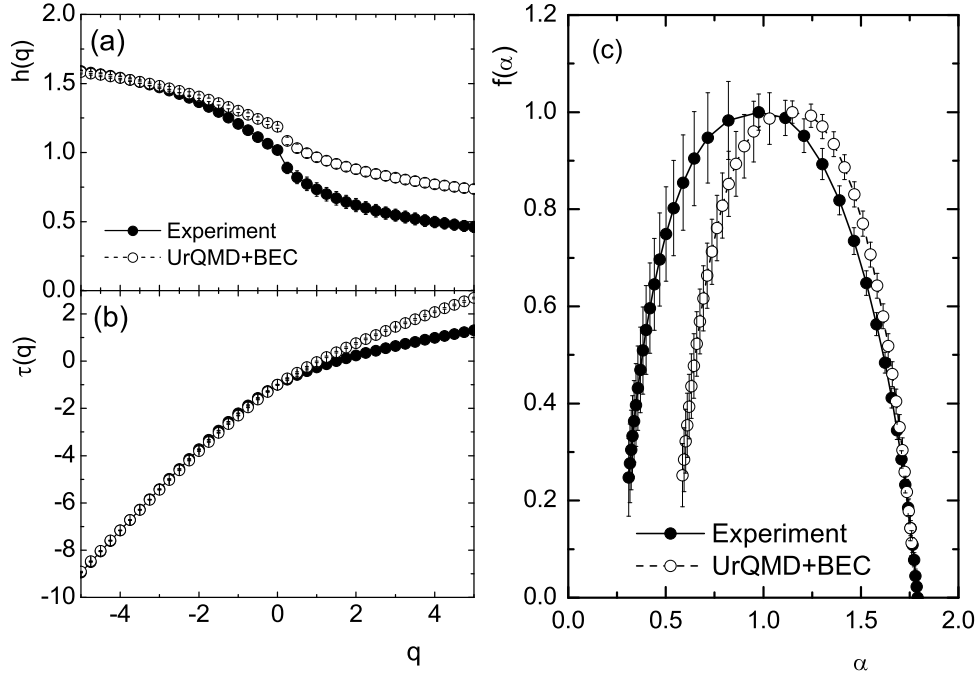 (a)
h(q)
2.0
1.5
1.0
0.5
0.0
Experiment
UrQMD+BEC
(b)
τ(q)
2
0
-2
-4
-6
-8
-10
-4 -2 0 2 4
q
(c)
f(α)
1.2
1.0
0.8
0.6
0.4
0.2
0.0
Experiment
UrQMD+BEC
0.0 0.5 1.0 1.5 2.0
α